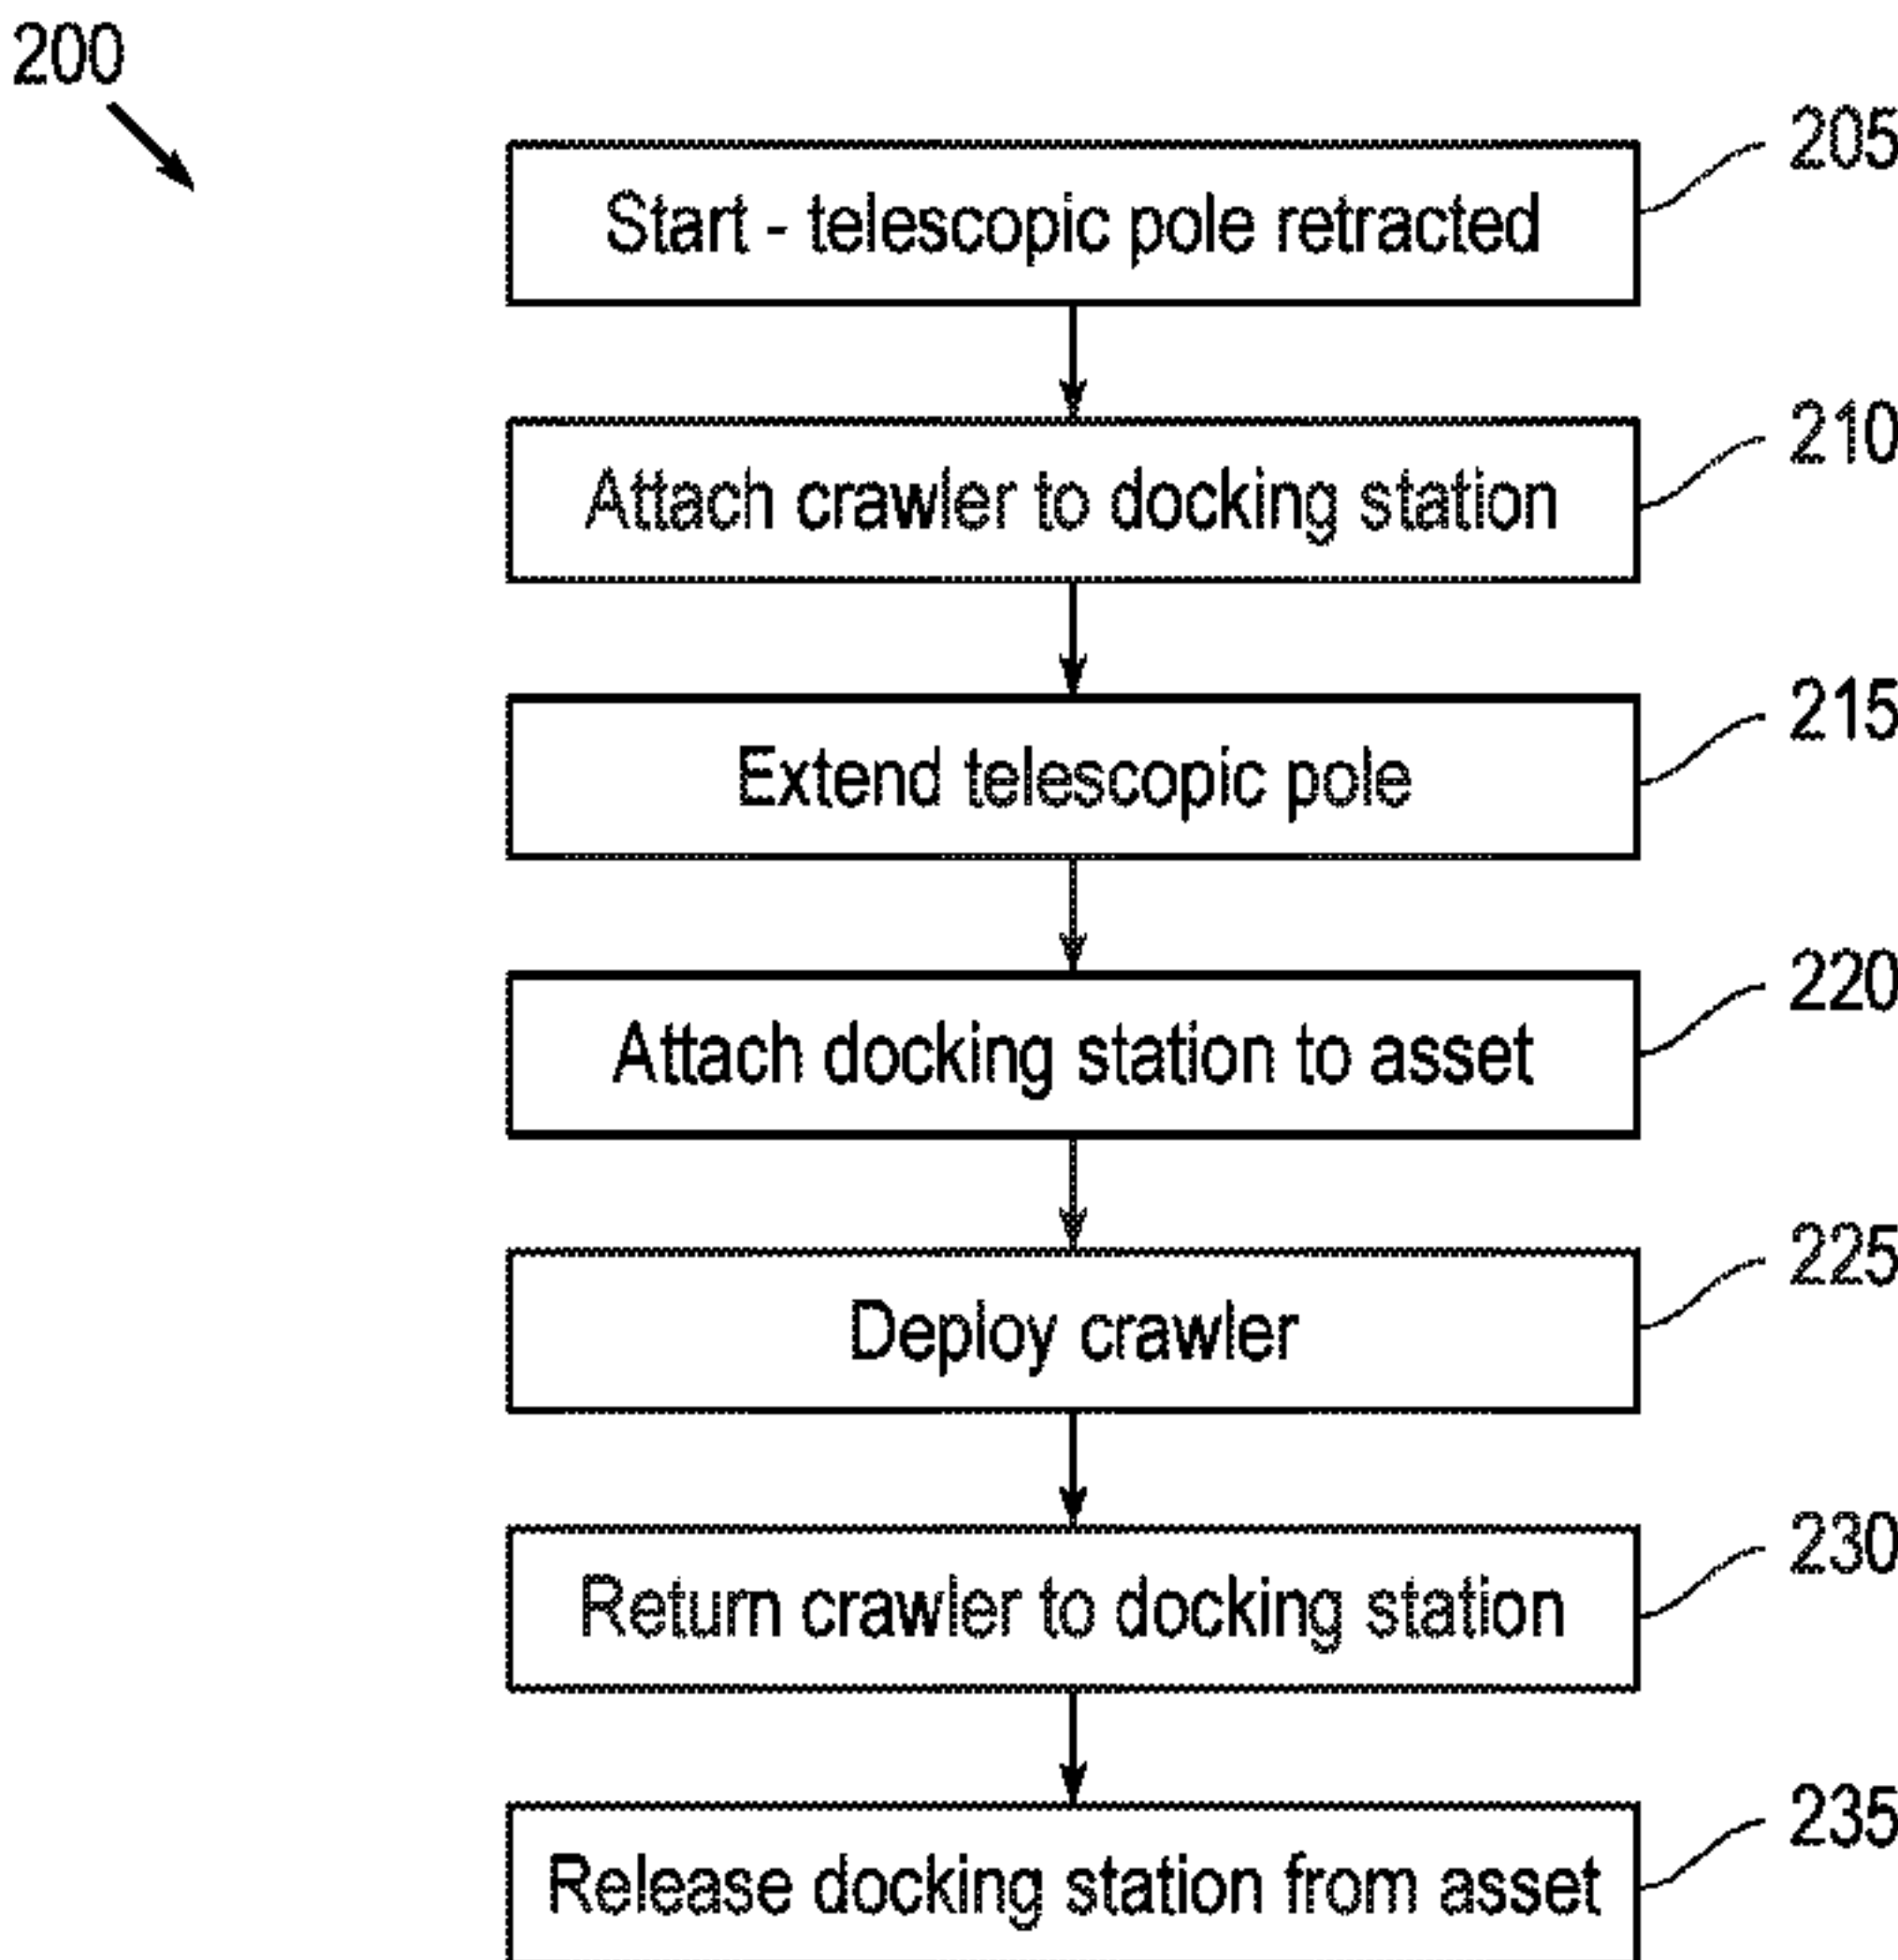 200
Start - telescopic pole retracted
205
Attach crawler to docking station
210
Extend telescopic pole
215
Attach docking station to asset
220
Deploy crawler
225
Return crawler to docking station
230
Release docking station from asset
235